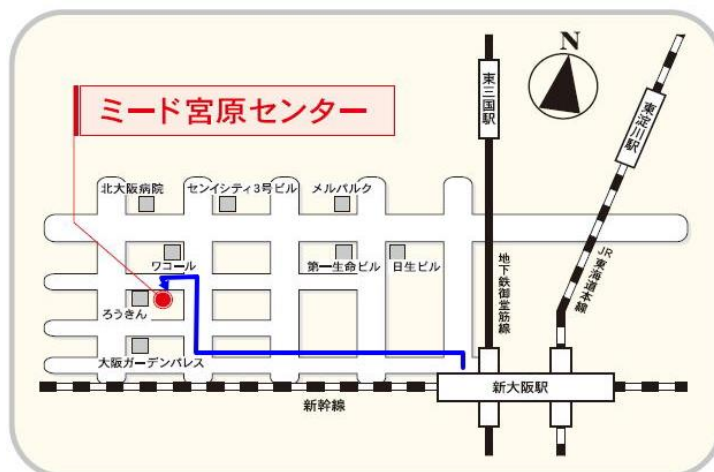 N
東三国駅
東淀川駅
ミード宮原センター
北大阪病院
センイシティ3号ビル
メルパルク
ワコール
第一生命ビル
日生ビル
地下鉄御堂筋線
JR東海道本線
ろうきん
大阪ガーデンパレス
新大阪駅
新幹線